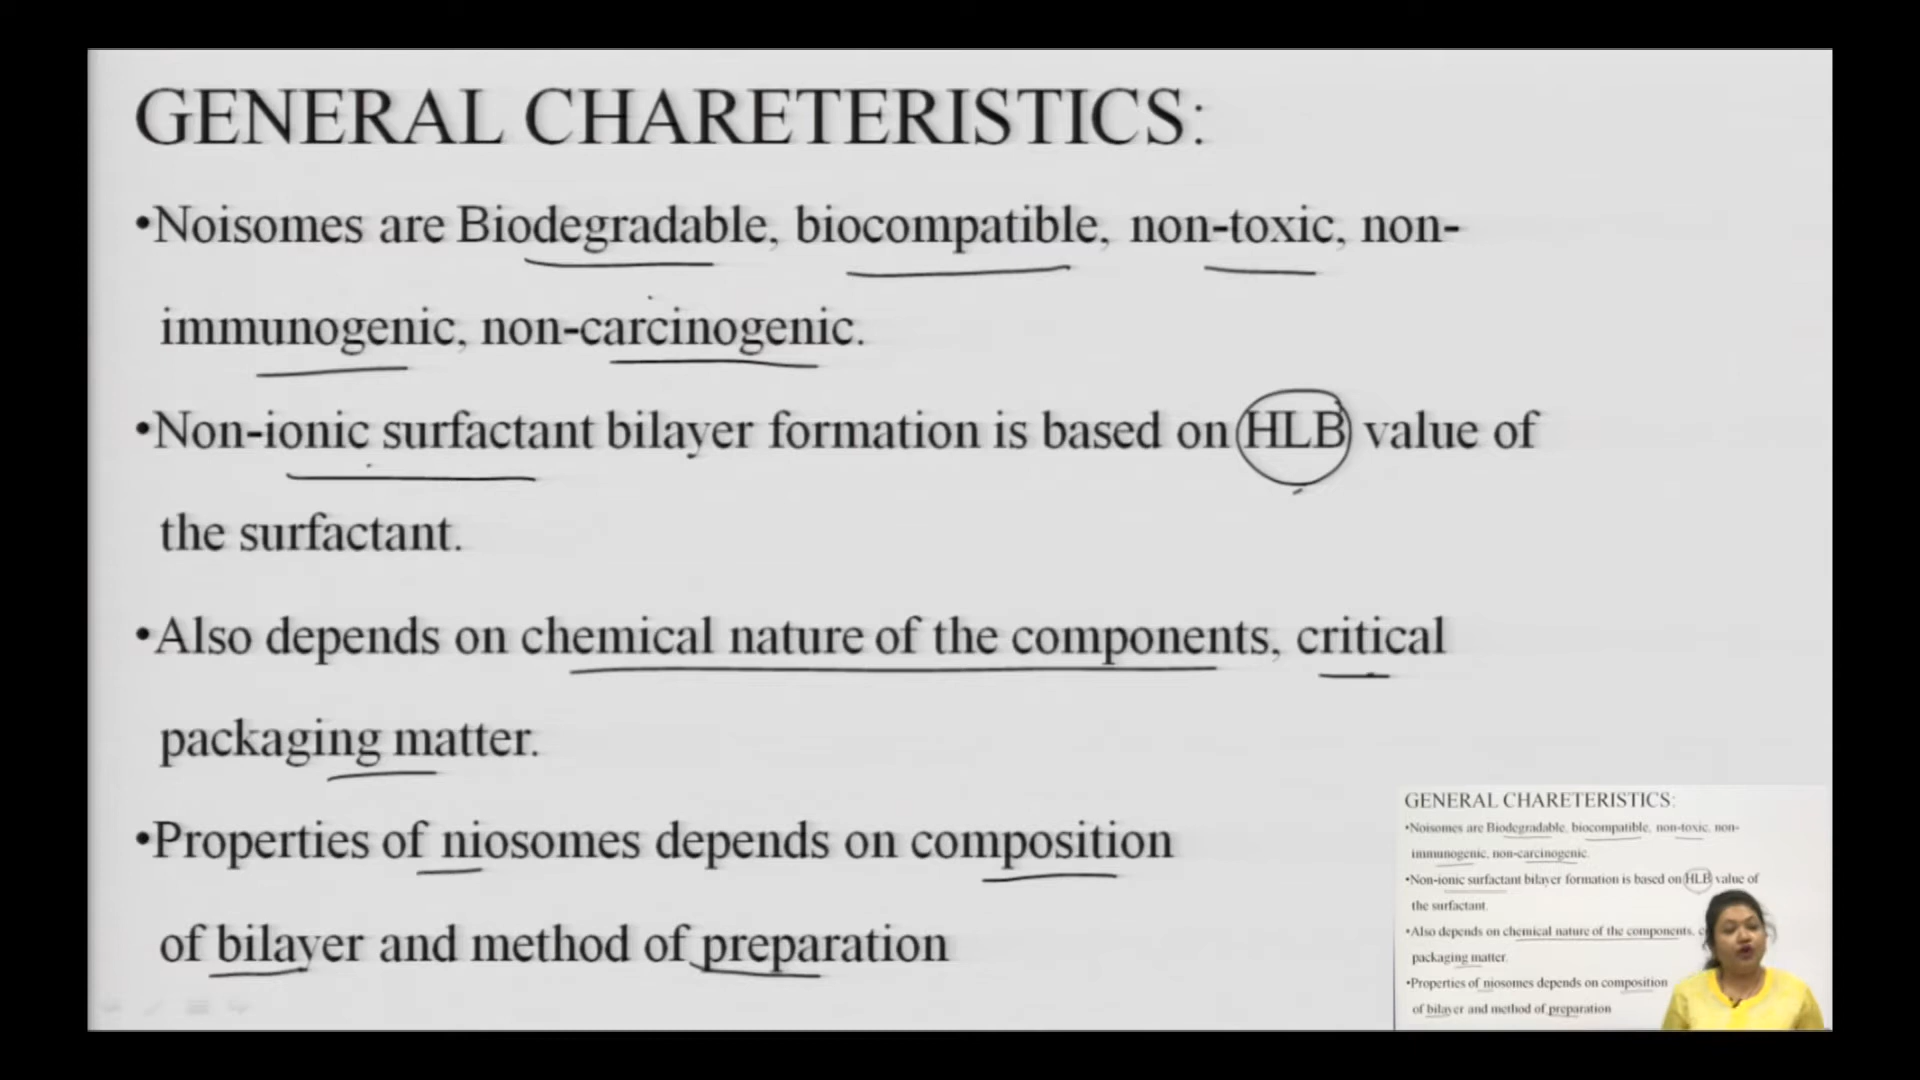 GENERAL CHARETERISTICS:
•Noisomes are Biodegradable, biocompatible, non-toxic, non-
immunogenic, non-carcinogenic.
•Non-ionic surfactant bilayer formation is based on HLB value of
the surfactant.
•Also depends on chemical nature of the components, critical
packaging matter.
•Properties of niosomes depends on composition
of bilayer and method of preparation
GENERAL CHARETERISTICS:
•Noisomes are Biodegradable, biocompatible, non-toxic, non-
immunogenic, non-carcinogenic.
•Non-ionic surfactant bilayer formation is based on HLB value of
the surfactant.
•Also depends on chemical nature of the components,
packaging matter.
•Properties of niosomes depends on composition
of bilayer and method of preparation